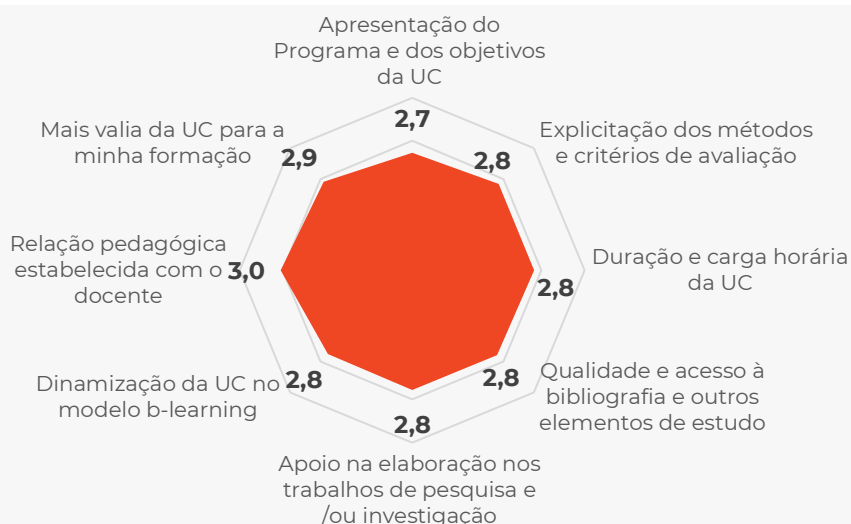 Apresentação do
Programa e dos objetivos
da UC
2,7
Explicitação dos métodos
e critérios de avaliação
2,8
Duração e carga horária
da UC
2,8
Qualidade e acesso à
bibliografia e outros
elementos de estudo
2,8
Apoio na elaboração nos
trabalhos de pesquisa e
/ou investigação
2,8
Dinamização da UC no
modelo b-learning
2,8
Relação pedagógica
estabelecida com o
docente
3,0
Mais valia da UC para a
minha formação
2,9